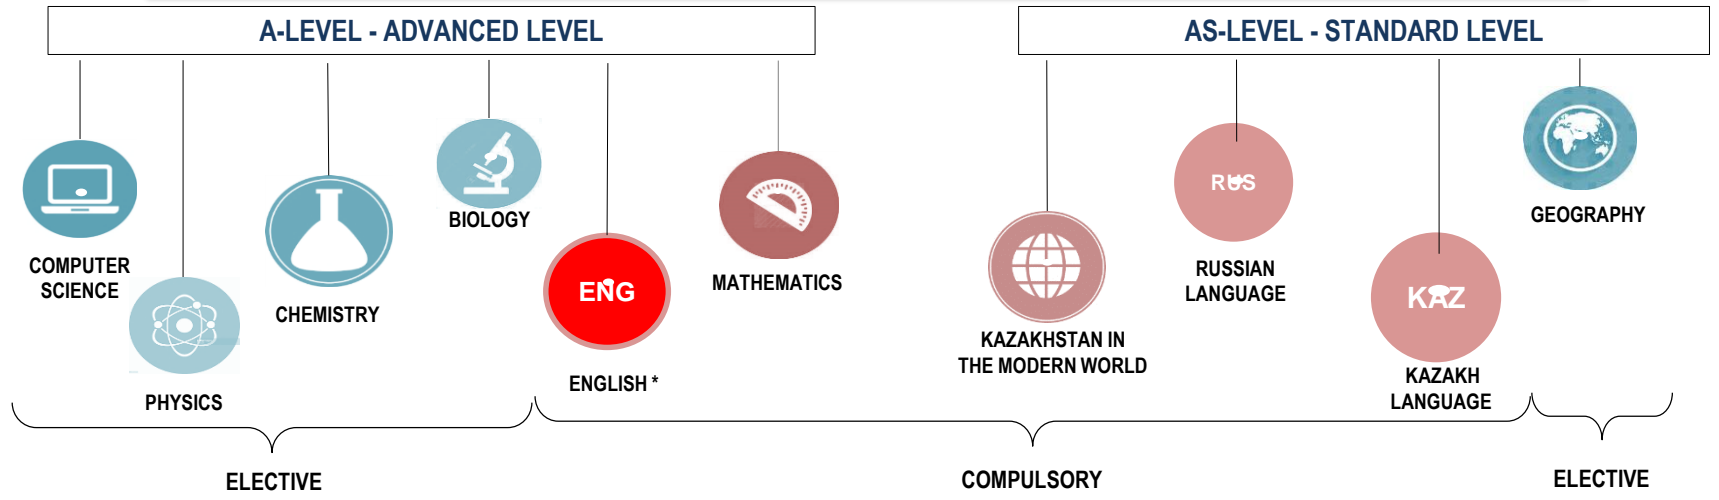 A-LEVEL - ADVANCED LEVEL
AS-LEVEL - STANDARD LEVEL
COMPUTER
SCIENCE
PHYSICS
CHEMISTRY
BIOLOGY
ENG
ENGLISH *
MATHEMATICS
KAZAKHSTAN IN
THE MODERN WORLD
RUS
RUSSIAN
LANGUAGE
KAZ
KAZAKH
LANGUAGE
GEOGRAPHY
ELECTIVE
COMPULSORY
ELECTIVE